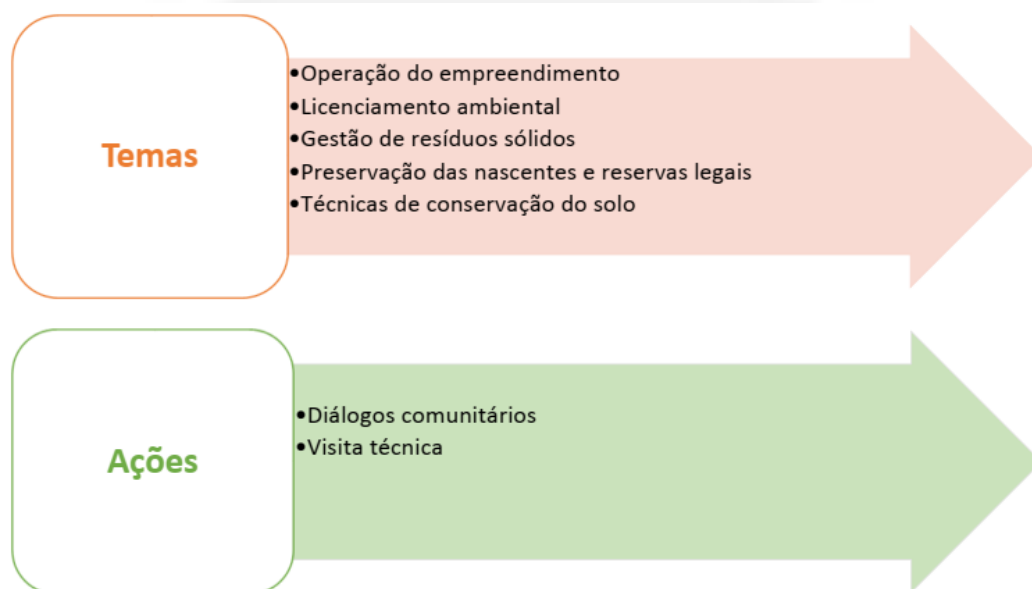 Temas
•Operação do empreendimento
•Licenciamento ambiental
•Gestão de resíduos sólidos
•Preservação das nascentes e reservas legais
•Técnicas de conservação do solo
Ações
•Diálogos comunitários
•Visita técnica